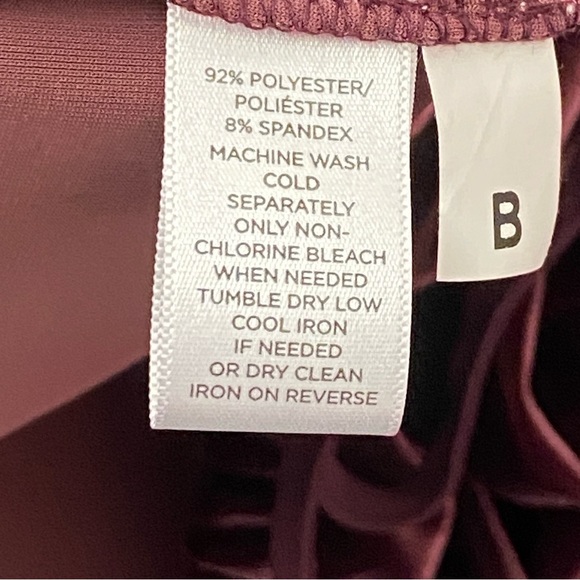 92% POLYESTER/
POLIÉSTER
8% SPANDEX
MACHINE WASH
COLD
SEPARATELY
ONLY NON-
CHLORINE BLEACH
WHEN NEEDED
TUMBLE DRY LOW
COOL IRON
IF NEEDED
OR DRY CLEAN
IRON ON REVERSE
B